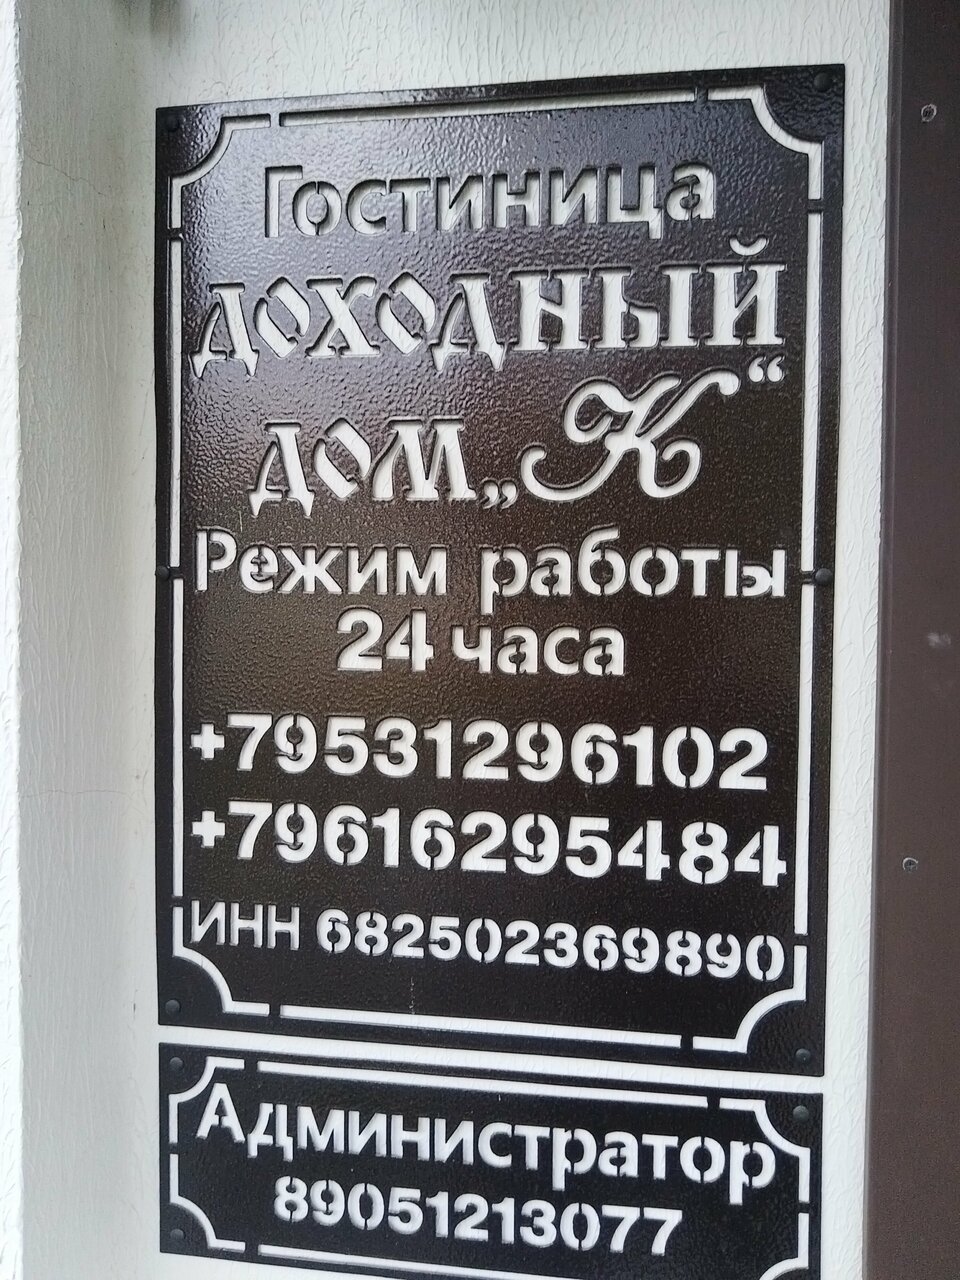 Гостиница
ДОХОДНЫЙ
ДОМ „К“
Режим работы
24 часа
+79531296102
+79616295484
ИНН 682502369890
Администратор
89051213077